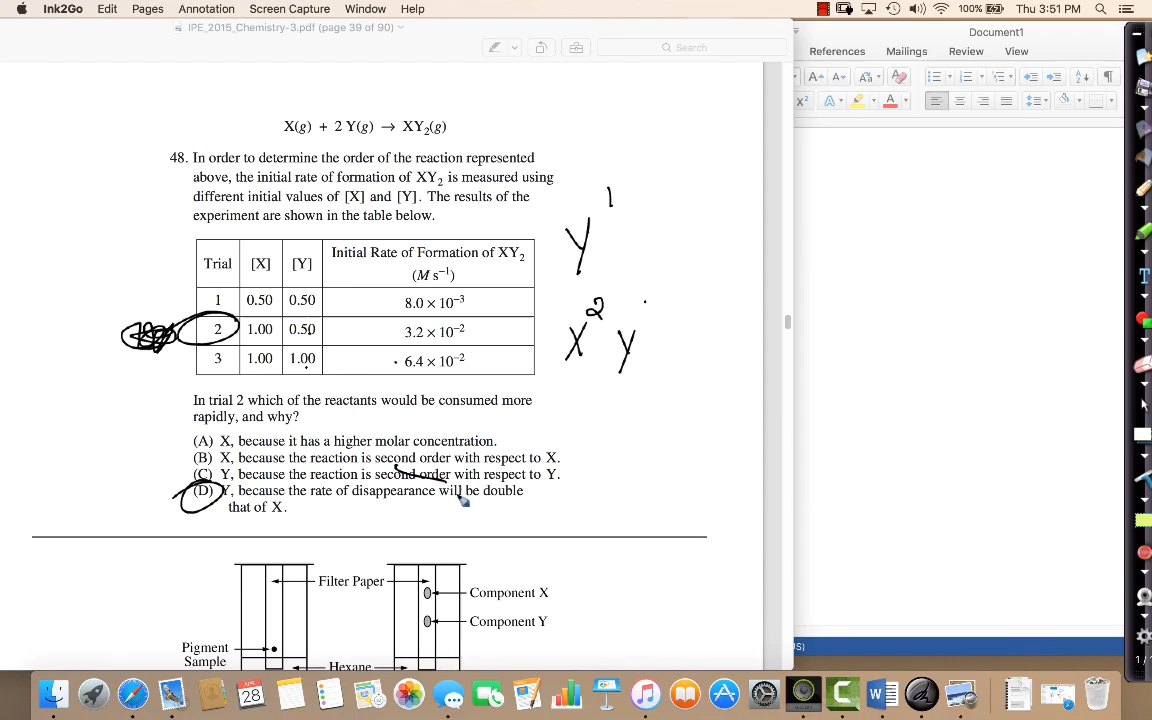 Ink2Go Edit Pages Annotation Screen Capture Window Help 100% Thu 3:51 PM
IPE_2015_Chemistry-3.pdf (page 39 of 90)
Search
Document1
References Mailings Review View
X(g) + 2 Y(g) → XY₂(g)
48. In order to determine the order of the reaction represented
above, the initial rate of formation of XY₂ is measured using
different initial values of [X] and [Y]. The results of the
experiment are shown in the table below.
Trial [X] [Y] Initial Rate of Formation of XY₂
(M s⁻¹)
1 0.50 0.50 8.0 × 10⁻³
2 1.00 0.50 3.2 × 10⁻²
3 1.00 1.00 6.4 × 10⁻²
Y¹
X² Y
In trial 2 which of the reactants would be consumed more
rapidly, and why?
(A) X, because it has a higher molar concentration.
(B) X, because the reaction is second order with respect to X.
(C) Y, because the reaction is second order with respect to Y.
(D) Y, because the rate of disappearance will be double
that of X.
Filter Paper
Component X
Component Y
Pigment
Sample
Hexane
US)
1 /
APR
28